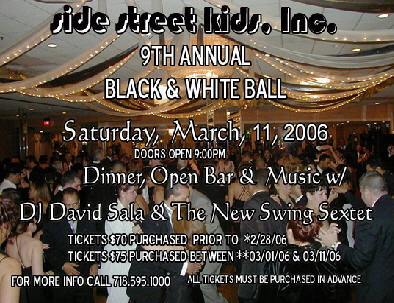 side street kids, Inc.
9TH ANNUAL
BLACK & WHITE BALL
Saturday, March, 11, 2006
DOORS OPEN 9:00PM
Dinner, Open Bar & Music w/
DJ David Sala & The New Swing Sextet
TICKETS $70 PURCHASED PRIOR TO *2/28/06
TICKETS $75 PURCHASED BETWEEN **03/01/06 & 03/11/06
FOR MORE INFO CALL 718.595.1000 ALL TICKETS MUST BE PURCHASED IN ADVANCE